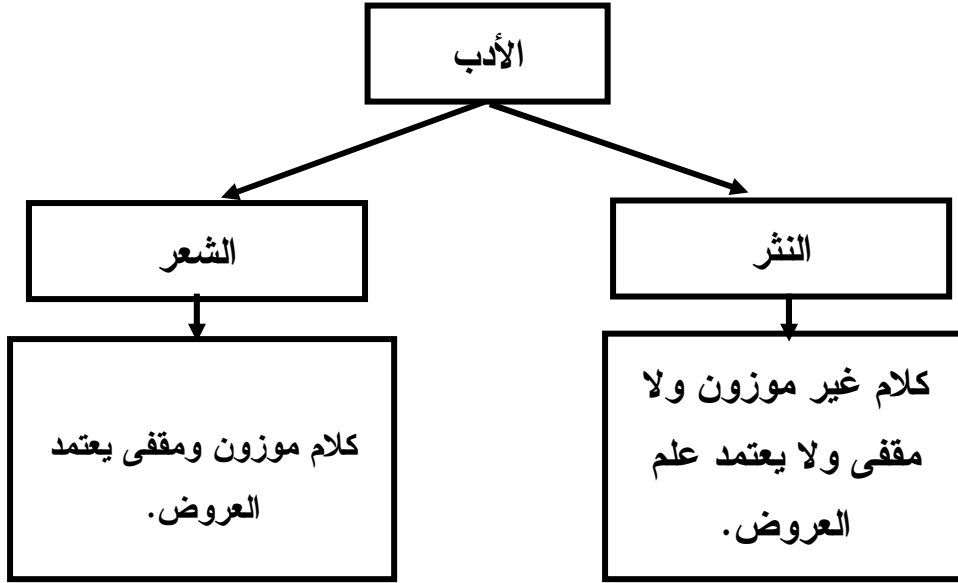 الأدب
النثر
الشعر
كلام غير موزون ولا
مقفى ولا يعتمد علم
العروض.
كلام موزون ومقفى يعتمد
العروض.